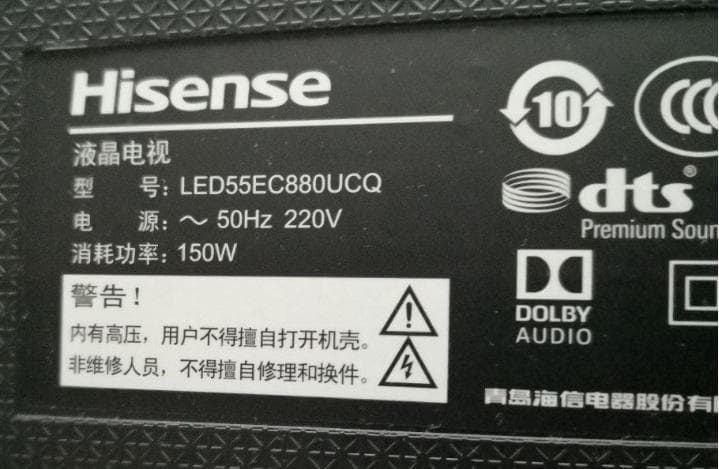 Hisense
液晶电视
型 号: LED55EC880UCQ
电 源: ～ 50Hz 220V
消耗功率: 150W
警告！
内有高压，用户不得擅自打开机壳。
非维修人员，不得擅自修理和换件。
10
CCC
dts®
Premium Soun
DOLBY
AUDIO
青岛海信电器股份有